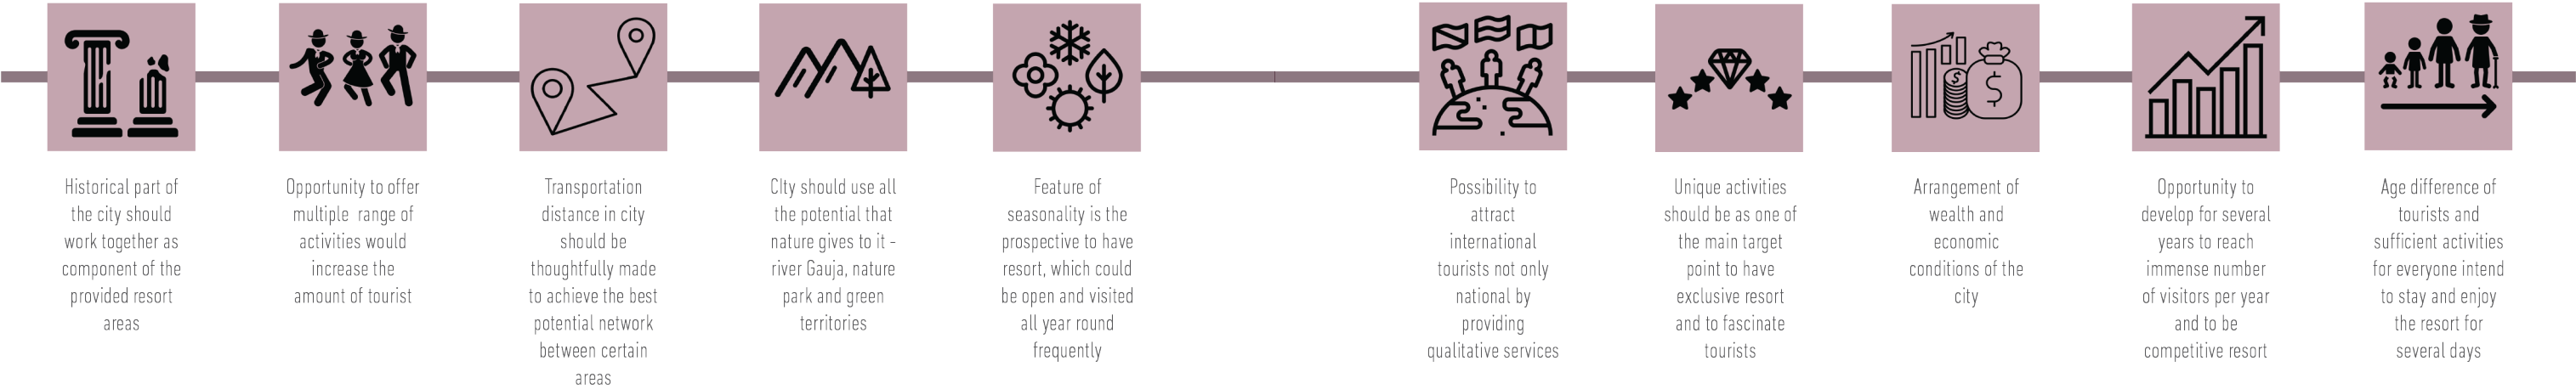 Historical part of
the city should
work together as
component of the
provided resort
areas
Opportunity to offer
multiple range of
activities would
increase the
amount of tourist
Transportation
distance in city
should be
thoughtfully made
to achieve the best
potential network
between certain
areas
CIty should use all
the potential that
nature gives to it -
river Gauja, nature
park and green
territories
Feature of
seasonality is the
prospective to have
resort, which could
be open and visited
all year round
frequently
Possibility to
attract
international
tourists not only
national by
providing
qualitative services
Unique activities
should be as one of
the main target
point to have
exclusive resort
and to fascinate
tourists
Arrangement of
wealth and
economic
conditions of the
city
Opportunity to
develop for several
years to reach
immense number
of visitors per year
and to be
competitive resort
Age difference of
tourists and
sufficient activities
for everyone intend
to stay and enjoy
the resort for
several days